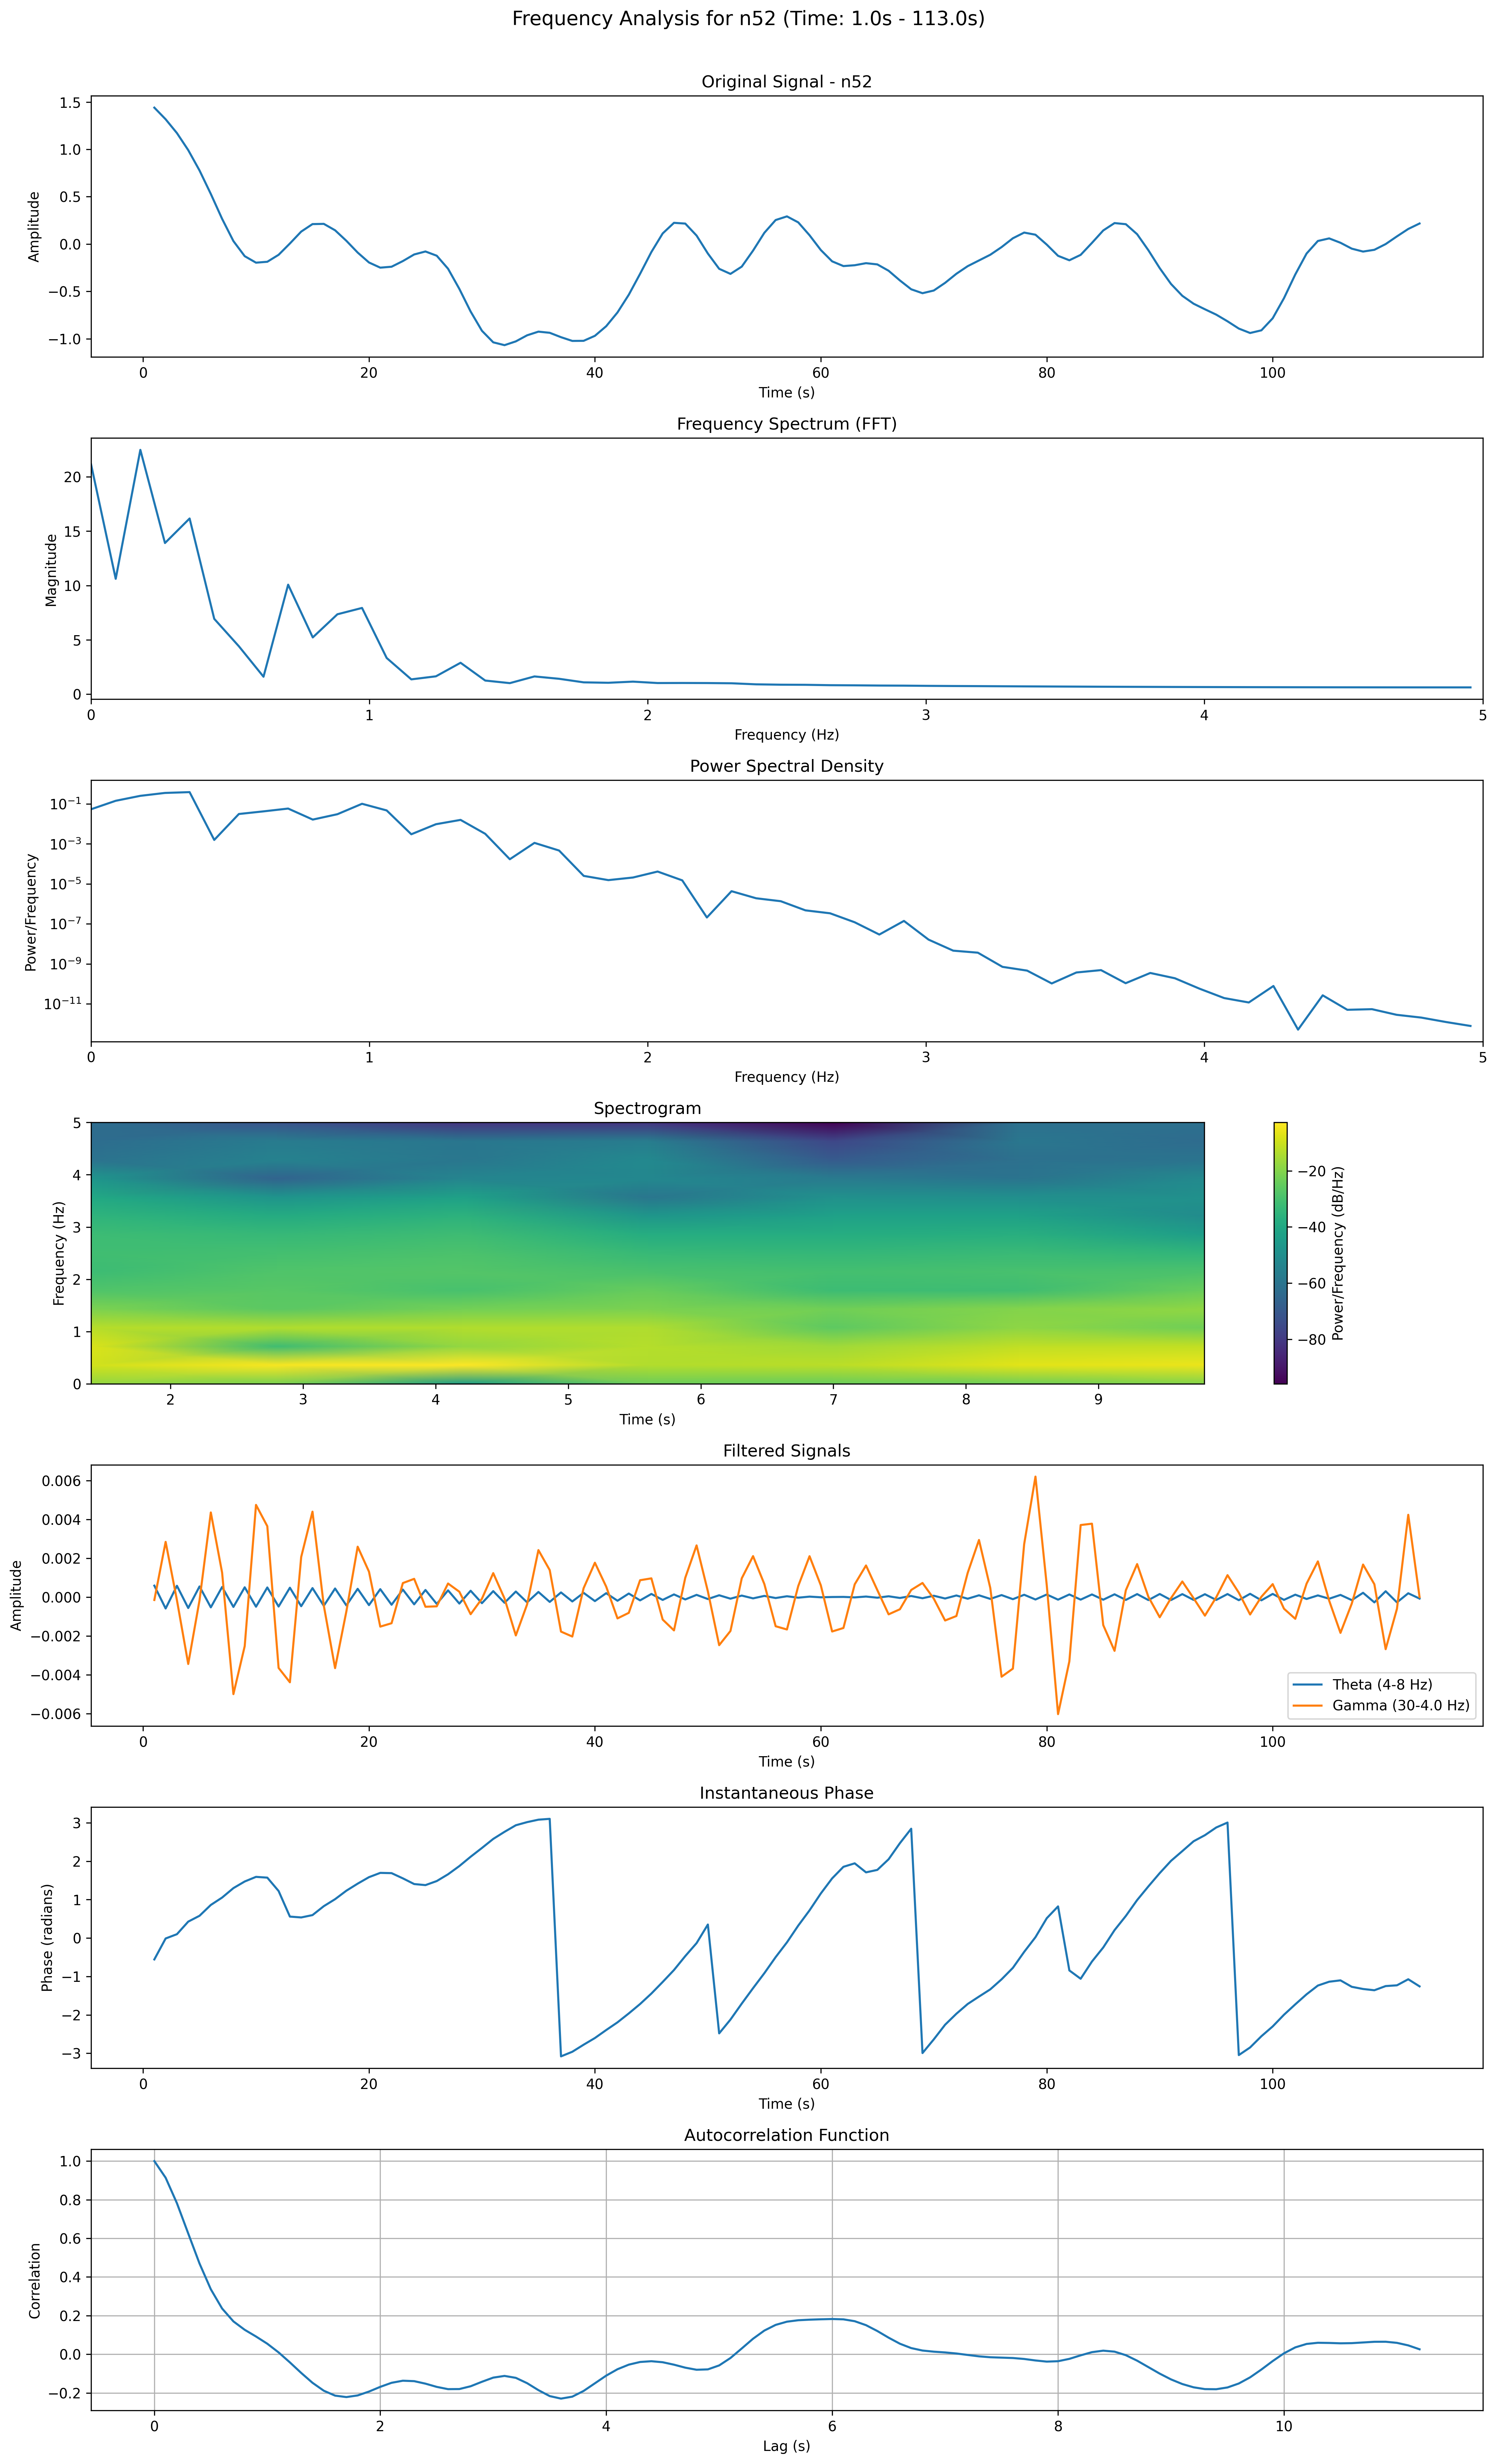 Frequency Analysis for n52 (Time: 1.0s - 113.0s)
Original Signal - n52
1.5
1.0
0.5
0.0
−0.5
−1.0
Amplitude
0 20 40 60 80 100
Time (s)
Frequency Spectrum (FFT)
20
15
10
5
0
Magnitude
0 1 2 3 4 5
Frequency (Hz)
Power Spectral Density
10⁻¹
10⁻³
10⁻⁵
10⁻⁷
10⁻⁹
10⁻¹¹
Power/Frequency
0 1 2 3 4 5
Frequency (Hz)
Spectrogram
5
4
3
2
1
0
Frequency (Hz)
2 3 4 5 6 7 8 9
Time (s)
−20
−40
−60
−80
Power/Frequency (dB/Hz)
Filtered Signals
0.006
0.004
0.002
0.000
−0.002
−0.004
−0.006
Amplitude
Theta (4-8 Hz)
Gamma (30-4.0 Hz)
0 20 40 60 80 100
Time (s)
Instantaneous Phase
3
2
1
0
−1
−2
−3
Phase (radians)
0 20 40 60 80 100
Time (s)
Autocorrelation Function
1.0
0.8
0.6
0.4
0.2
0.0
−0.2
Correlation
0 2 4 6 8 10
Lag (s)